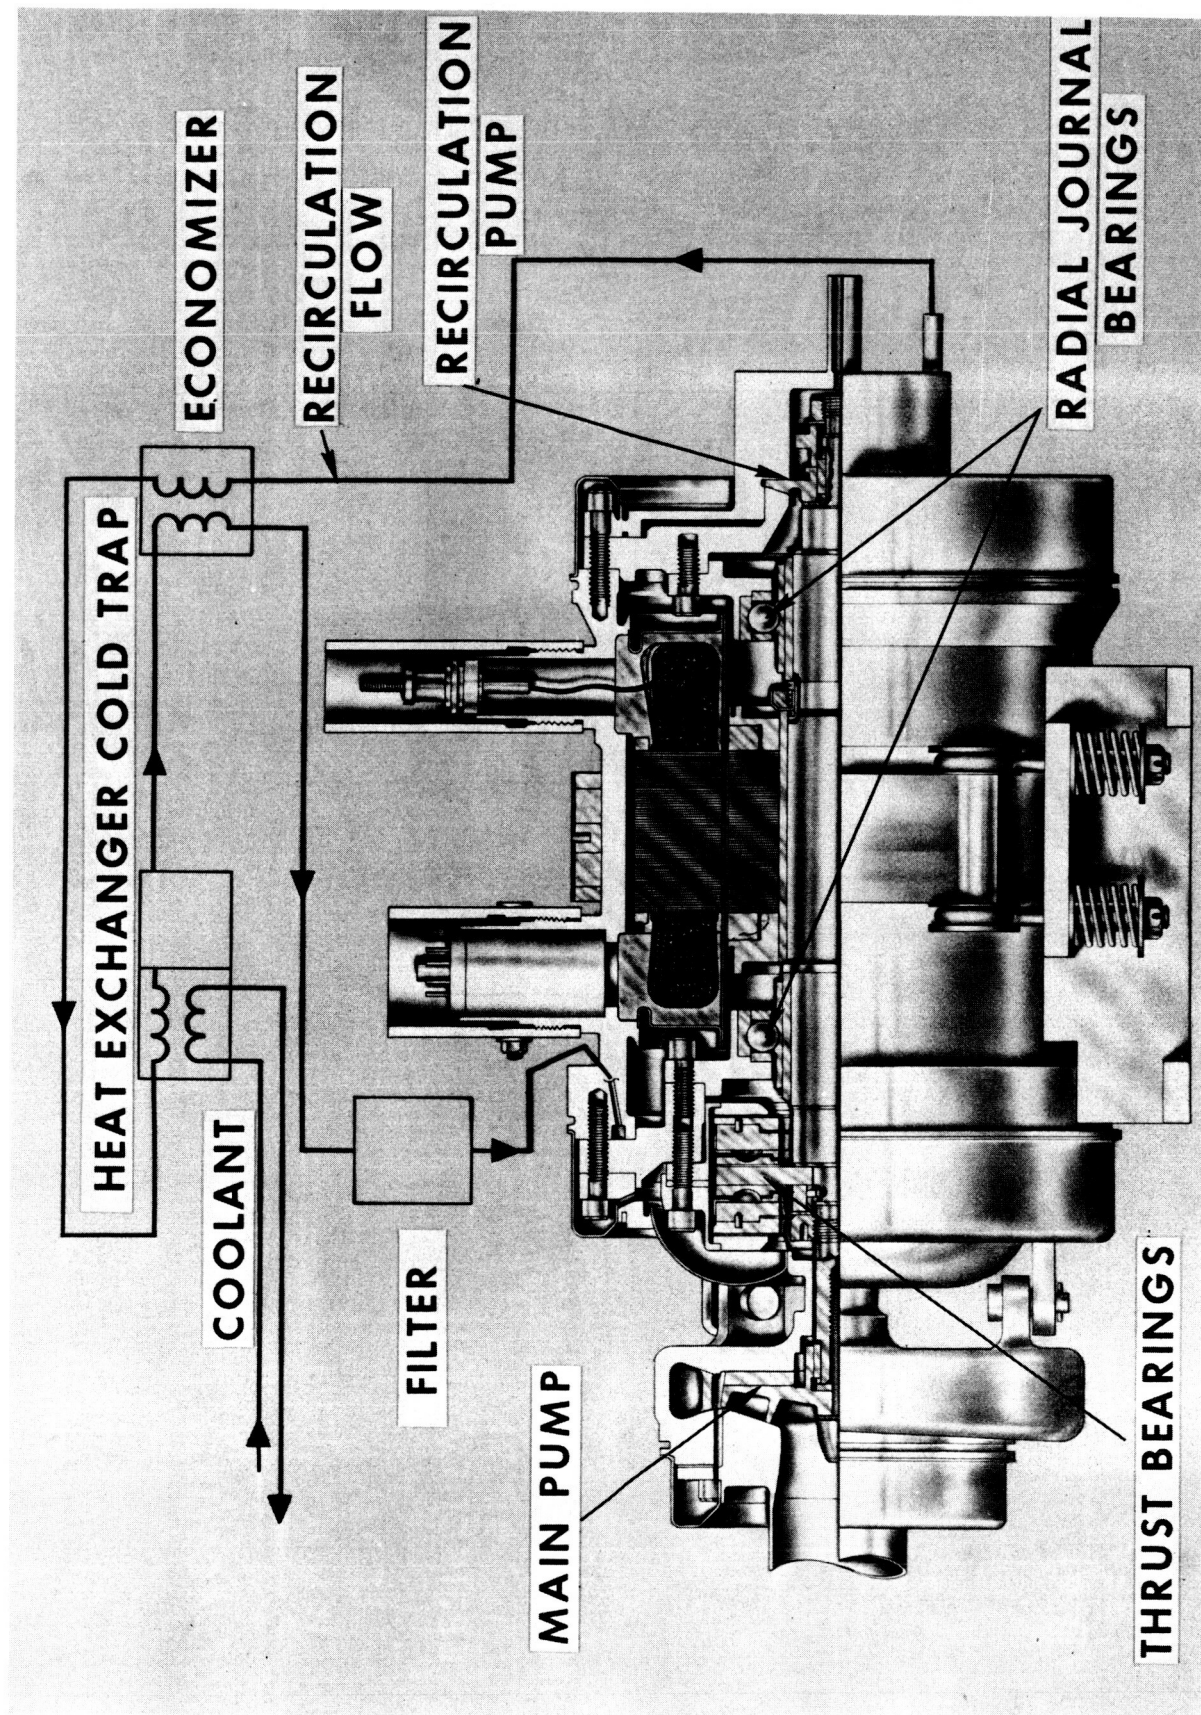 ECONOMIZER
RECIRCULATION
FLOW
RECIRCULATION
PUMP
HEAT EXCHANGER COLD TRAP
COOLANT
FILTER
MAIN PUMP
RADIAL JOURNAL
BEARINGS
THRUST BEARINGS